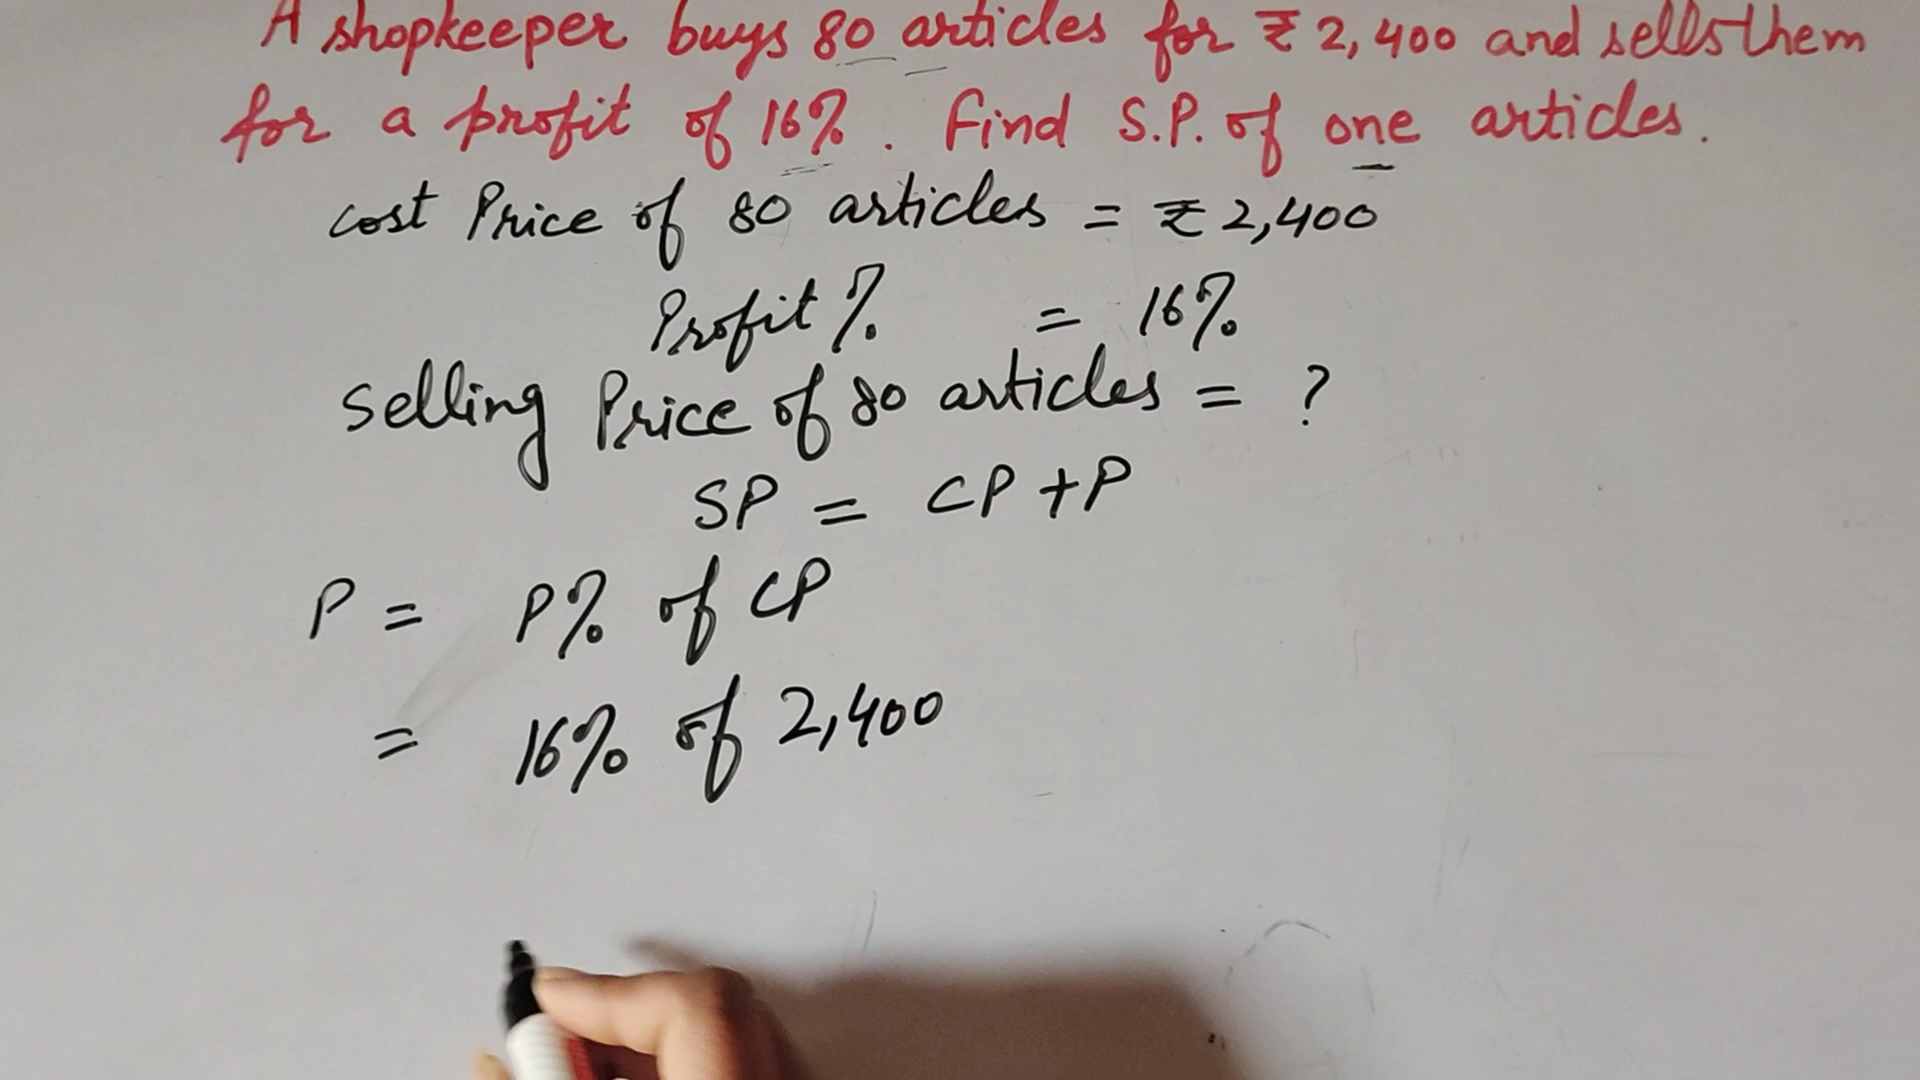 A shopkeeper buys 80 articles for ₹ 2,400 and sells them
for a profit of 16%. Find S.P. of one articles.
cost Price of 80 articles = ₹ 2,400
Profit % = 16%
Selling Price of 80 articles = ?
SP = CP + P
P = P% of CP
= 16% of 2,400